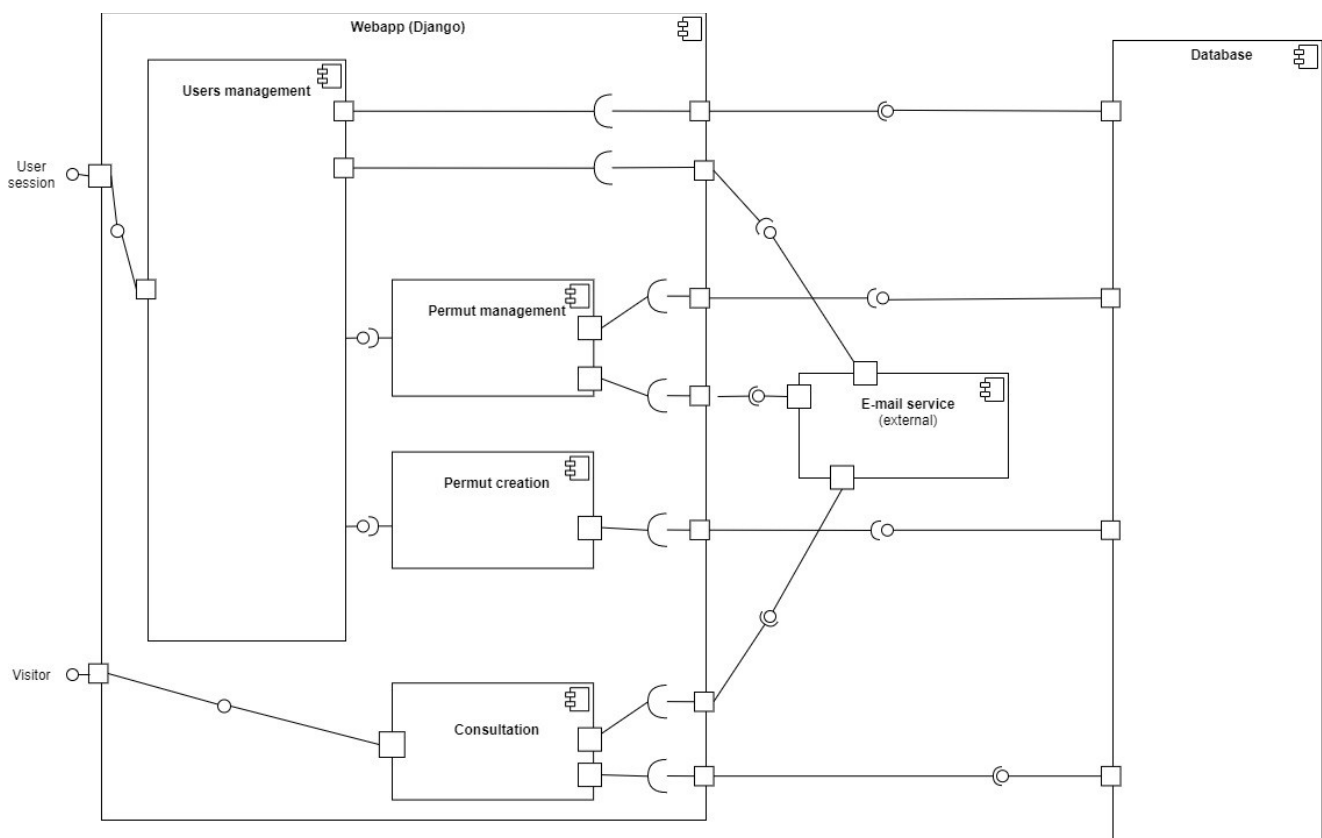 Webapp (Django)
Database
Users management
User
session
Permut management
E-mail service
(external)
Permut creation
Visitor
Consultation